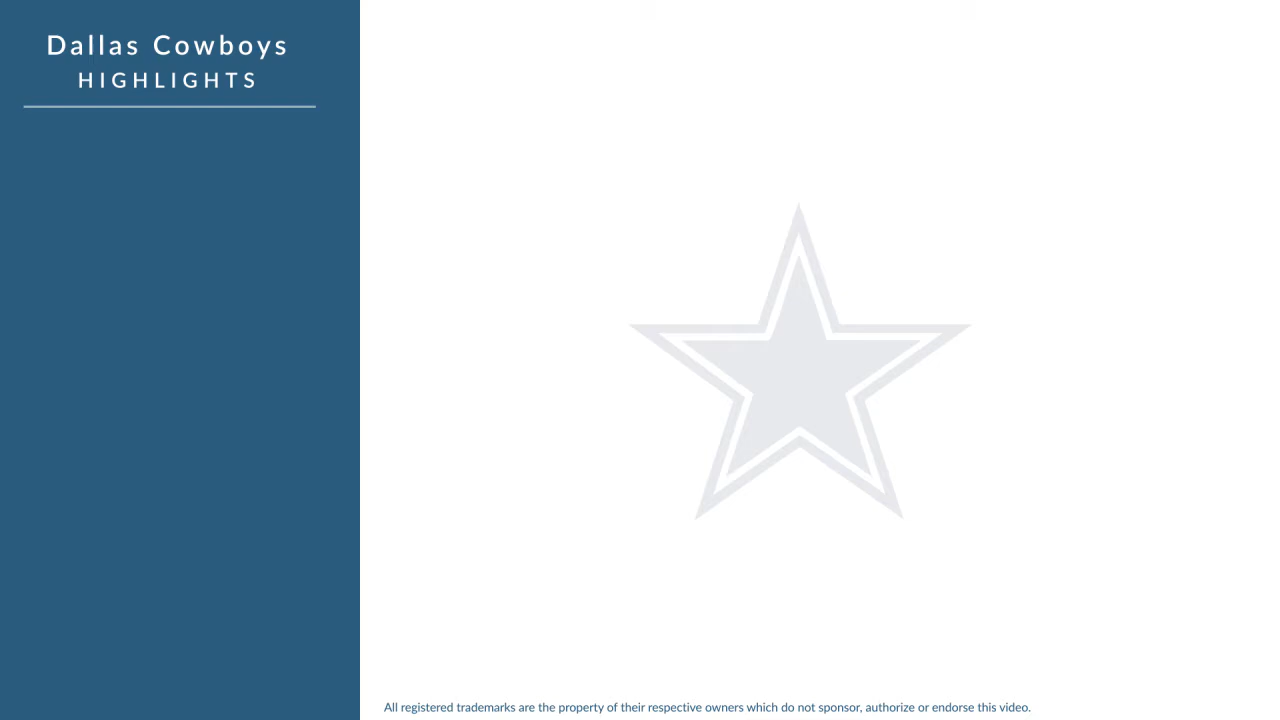 Dallas Cowboys
HIGHLIGHTS
All registered trademarks are the property of their respective owners which do not sponsor, authorize or endorse this video.